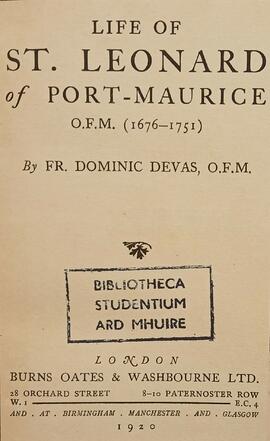 LIFE OF
ST. LEONARD
of PORT-MAURICE
O.F.M. (1676–1751)
By FR. DOMINIC DEVAS, O.F.M.
BIBLIOTHECA
STUDENTIUM
ARD MHUIRE
LONDON
BURNS OATES & WASHBOURNE LTD.
28 ORCHARD STREET 8-10 PATERNOSTER ROW
W. 1 E.C. 4
AND . AT . BIRMINGHAM . MANCHESTER . AND . GLASGOW
1920